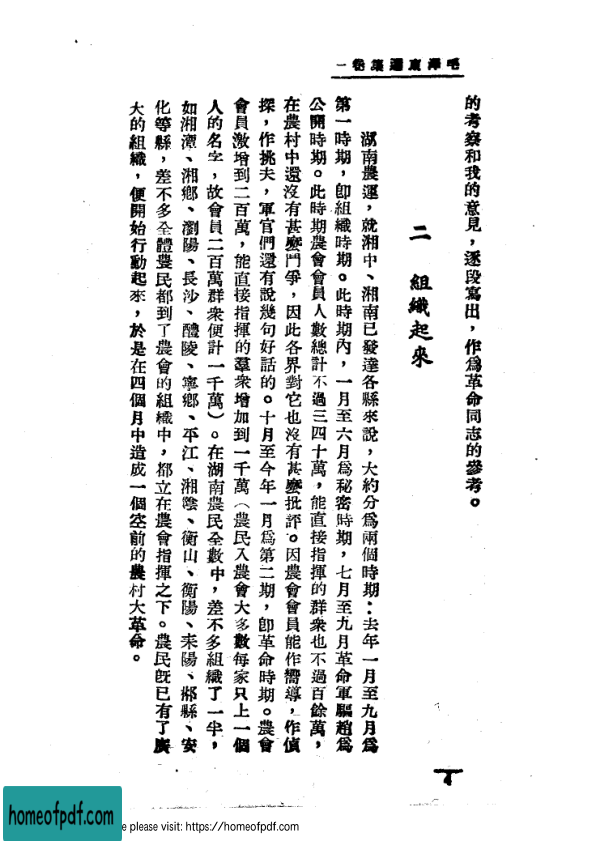 毛澤東選集卷一
的考察和我的意見，逐段寫出，作爲革命同志的參考。
二　組織起來
湖南農運，就湘中、湘南已發達各縣來說，大約分爲兩個時期：去年一月至九月爲
第一時期，卽組織時期。此時期內，一月至六月爲秘密時期，七月至九月革命軍驅趙爲
公開時期。此時期農會會員人數總計不過三四十萬，能直接指揮的群衆也不過百餘萬，
在農村中還沒有甚麼鬥爭，因此各界對它也沒有甚麼批評。因農會會員能作嚮導，作偵
探，作挑夫，軍官們還有說幾句好話的。十月至今年一月爲第二期，卽革命時期。農會
會員激增到二百萬，能直接指揮的羣衆增加到一千萬（農民入農會大多數每家只上一個
人的名字，故會員二百萬群衆便計一千萬）。在湖南農民全數中，差不多組織了一半，
如湘潭、湘鄉、瀏陽、長沙、醴陵、寧鄉、平江、湘陰、衡山、衡陽、耒陽、郴縣、安
化等縣，差不多全體農民都到了農會的組織中，都立在農會指揮之下。農民旣已有了廣
大的組織，便開始行動起來，於是在四個月中造成一個空前的農村大革命。
homeofpdf.com
e please visit: https://homeofpdf.com